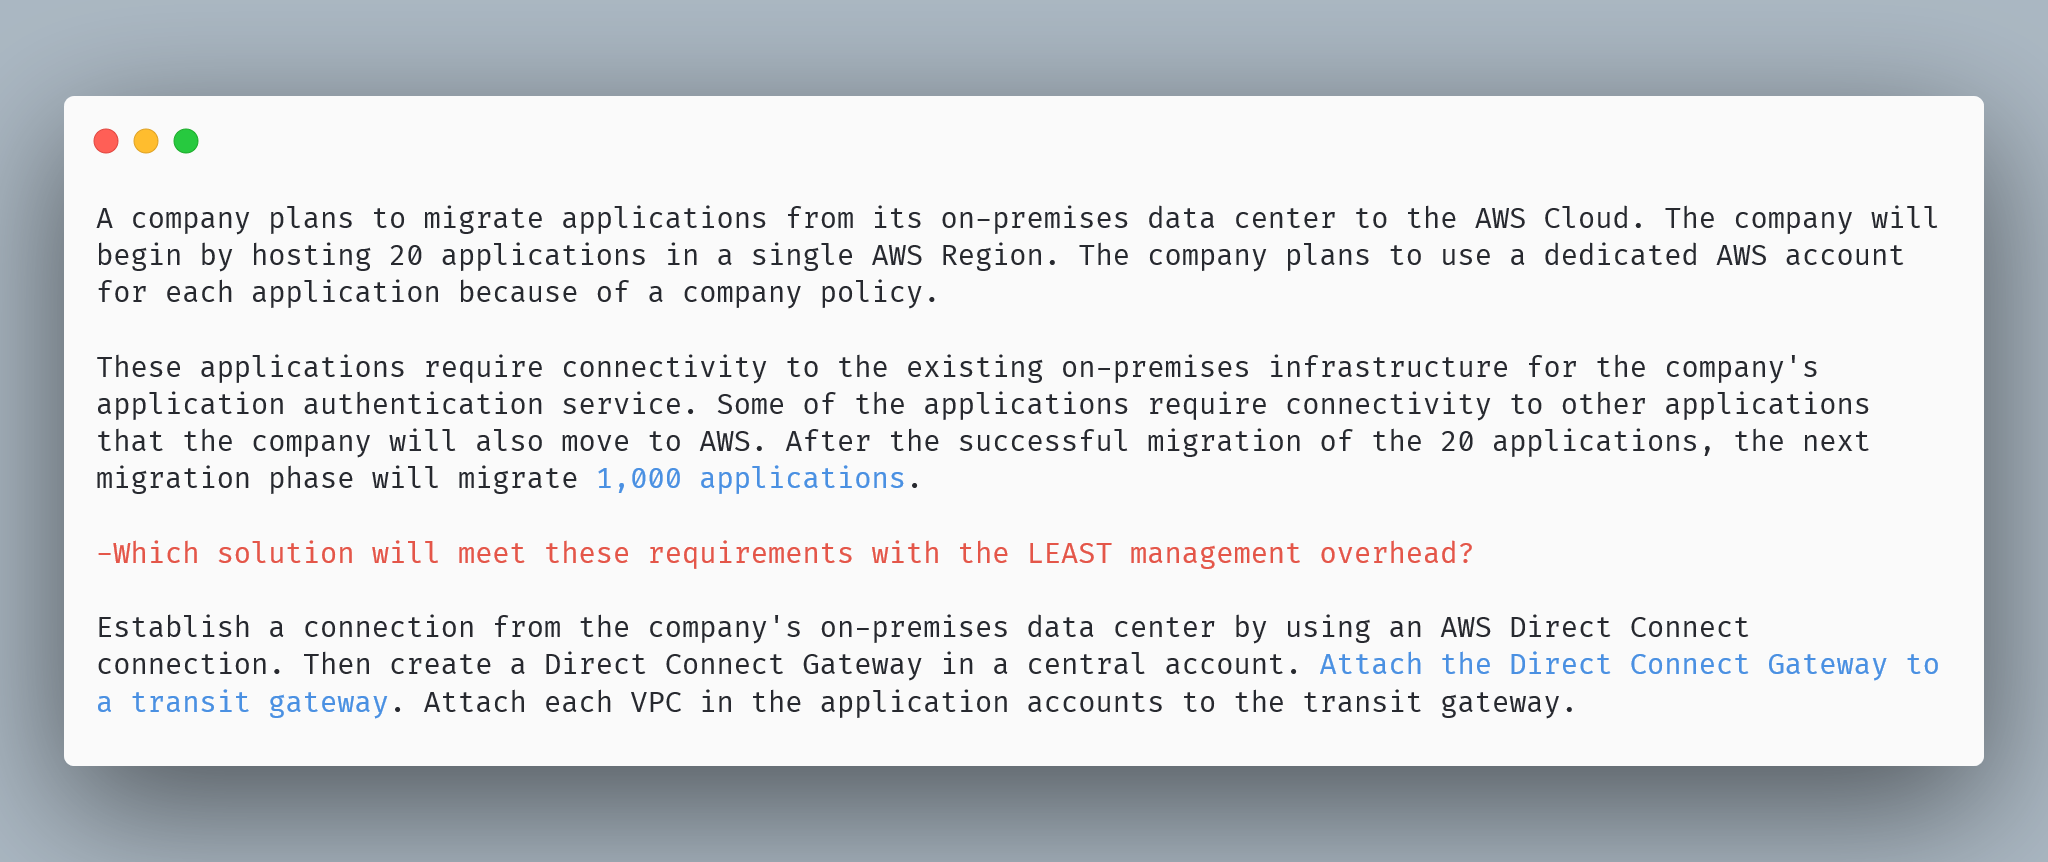 A company plans to migrate applications from its on-premises data center to the AWS Cloud. The company will
begin by hosting 20 applications in a single AWS Region. The company plans to use a dedicated AWS account
for each application because of a company policy.
These applications require connectivity to the existing on-premises infrastructure for the company's
application authentication service. Some of the applications require connectivity to other applications
that the company will also move to AWS. After the successful migration of the 20 applications, the next
migration phase will migrate 1,000 applications.
-Which solution will meet these requirements with the LEAST management overhead?
Establish a connection from the company's on-premises data center by using an AWS Direct Connect
connection. Then create a Direct Connect Gateway in a central account. Attach the Direct Connect Gateway to
a transit gateway. Attach each VPC in the application accounts to the transit gateway.